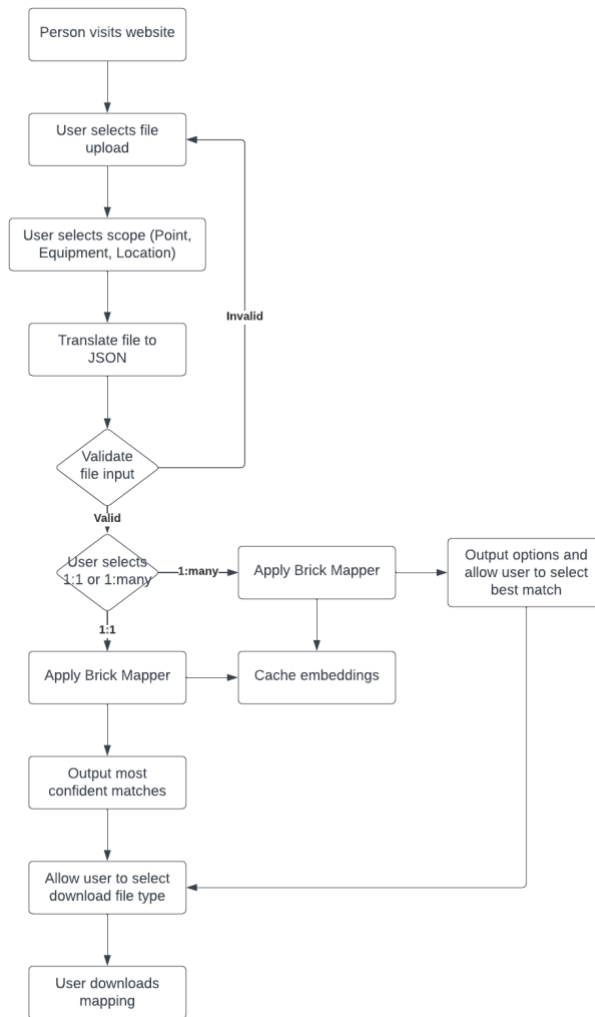 Person visits website
User selects file
upload
User selects scope (Point,
Equipment, Location)
Invalid
Translate file to
JSON
Validate
file input
Valid
User selects
1:1 or 1:many
1:many
Apply Brick Mapper
Output options and
allow user to select
best match
1:1
Apply Brick Mapper
Cache embeddings
Output most
confident matches
Allow user to select
download file type
User downloads
mapping